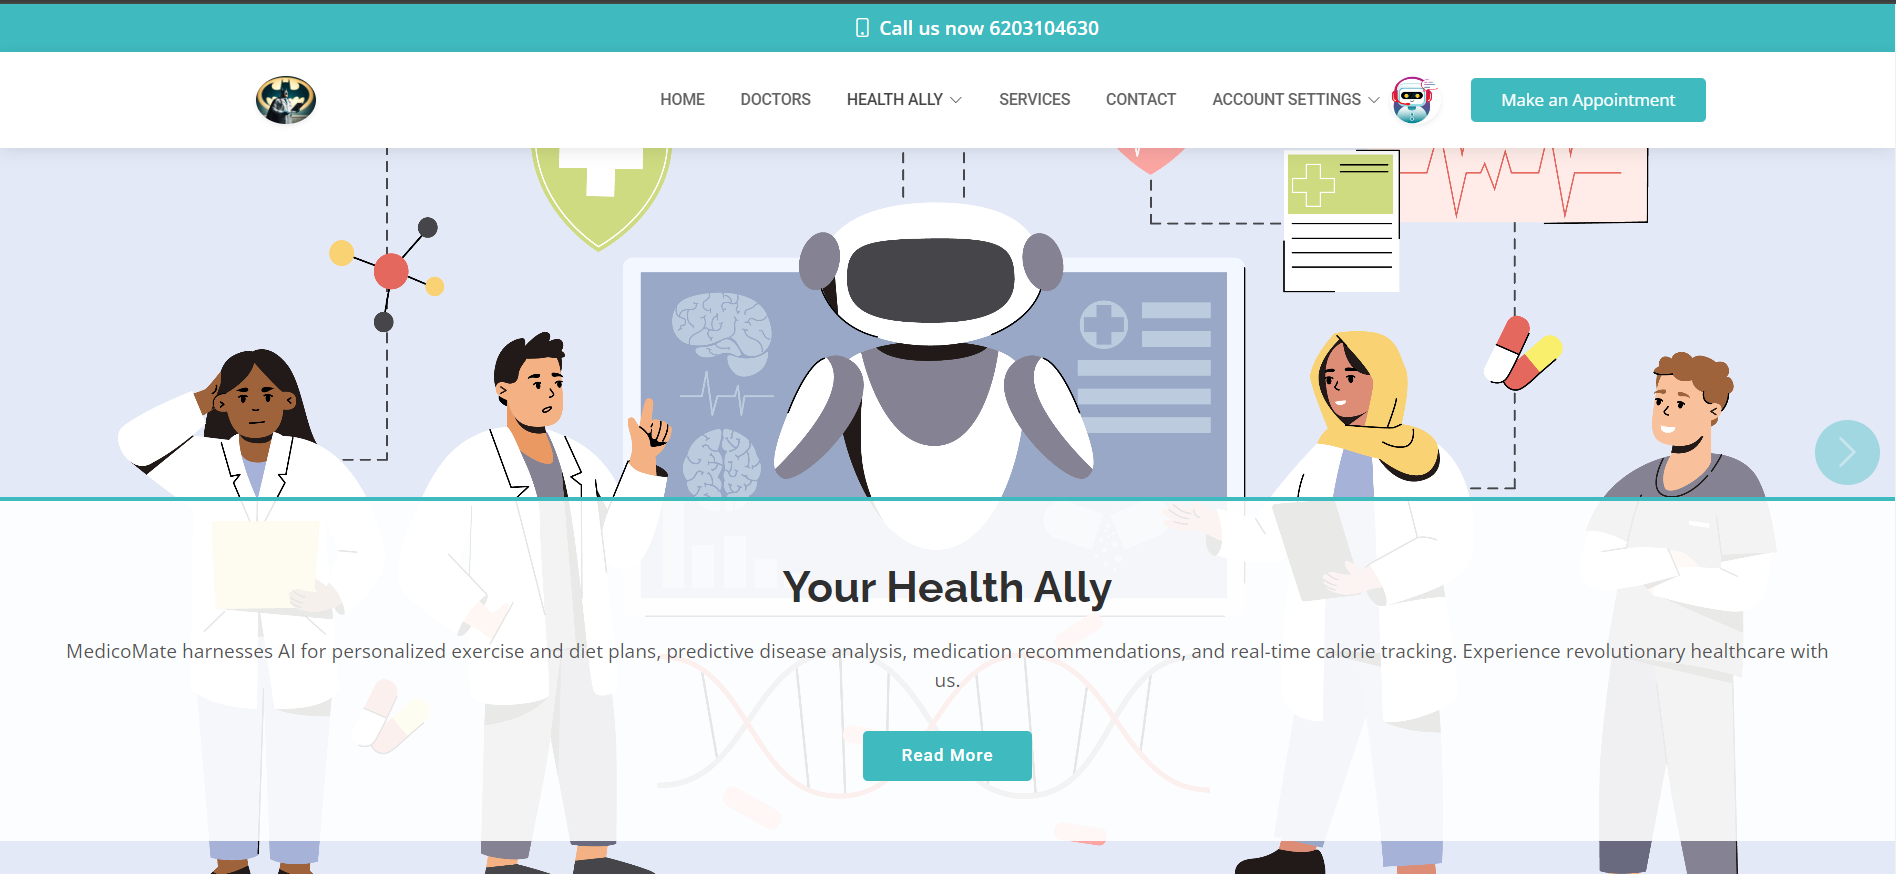 Call us now 6203104630
HOME DOCTORS HEALTH ALLY SERVICES CONTACT ACCOUNT SETTINGS Make an Appointment
Your Health Ally
MedicoMate harnesses AI for personalized exercise and diet plans, predictive disease analysis, medication recommendations, and real-time calorie tracking. Experience revolutionary healthcare with
us.
Read More